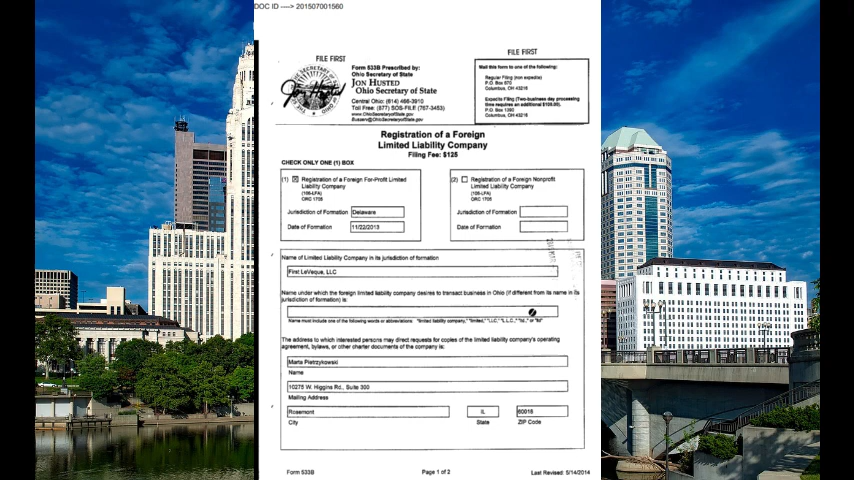 DOC ID ----> 201507001560
FILE FIRST
FILE FIRST
Form 533B Prescribed by:
Ohio Secretary of State
JON HUSTED
Ohio Secretary of State
Central Ohio: (614) 466-3910
Toll Free: (877) SOS-FILE (767-3453)
www.OhioSecretaryofState.gov
Busserv@OhioSecretaryofState.gov
Mail this form to one of the following:
Regular Filing (non expedite)
P.O. Box 670
Columbus, OH 43216
Expedite Filing (Two-business day processing
time requires an additional $100.00).
P.O. Box 1390
Columbus, OH 43216
Registration of a Foreign
Limited Liability Company
Filing Fee: $125
CHECK ONLY ONE (1) BOX
(1) Registration of a Foreign For-Profit Limited
Liability Company
(106-LFA)
ORC 1705
Jurisdiction of Formation Delaware
Date of Formation 11/22/2013
(2) Registration of a Foreign Nonprofit
Limited Liability Company
(106-LFA)
ORC 1705
Jurisdiction of Formation
Date of Formation
Name of Limited Liability Company in its jurisdiction of formation
First LeVeque, LLC
Name under which the foreign limited liability company desires to transact business in Ohio (if different from its name in its
jurisdiction of formation) is:
Name must include one of the following words or abbreviations: "limited liability company," "limited," "LLC," "L.L.C.," "ltd.," or "ltd"
The address to which interested persons may direct requests for copies of the limited liability company's operating
agreement, bylaws, or other charter documents of the company is:
Marta Piatrzykowski
Name
10275 W. Higgins Rd., Suite 300
Mailing Address
Rosemont IL 60018
City State ZIP Code
Form 533B Page 1 of 2 Last Revised: 5/14/2014